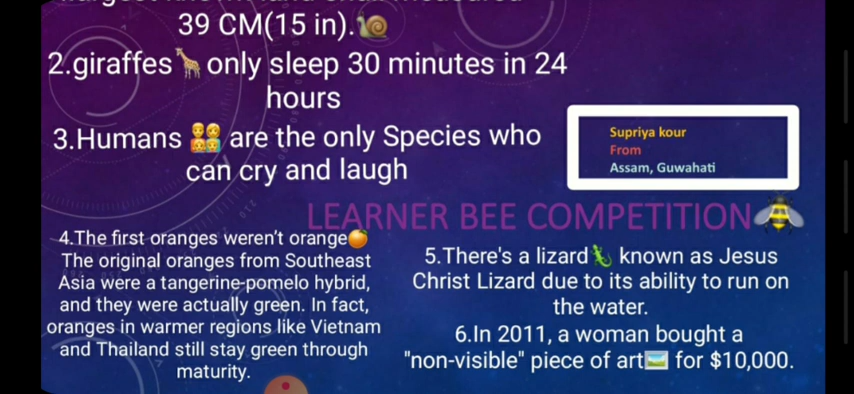 39 CM(15 in).🐌
2.giraffes🦒 only sleep 30 minutes in 24
hours
3.Humans 👨‍👩‍👧‍👦 are the only Species who
can cry and laugh
Supriya kour
From
Assam, Guwahati
LEARNER BEE COMPETITION🐝
4.The first oranges weren’t orange🍊
The original oranges from Southeast
Asia were a tangerine-pomelo hybrid,
and they were actually green. In fact,
oranges in warmer regions like Vietnam
and Thailand still stay green through
maturity.
5.There's a lizard🦎 known as Jesus
Christ Lizard due to its ability to run on
the water.
6.In 2011, a woman bought a
"non-visible" piece of art🖼️ for $10,000.